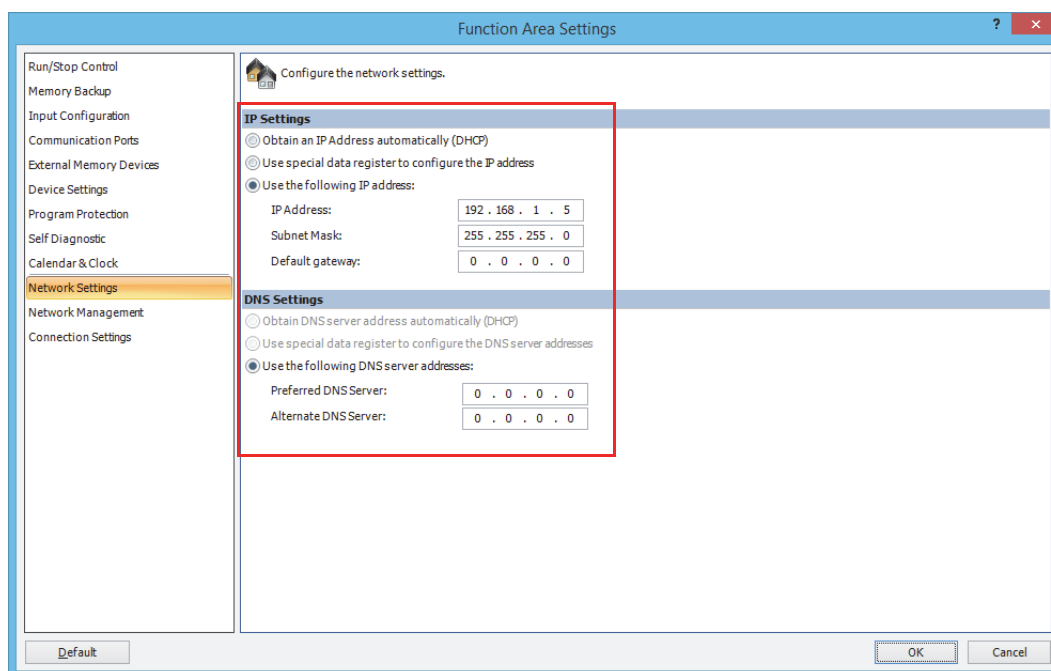 Function Area Settings
?
Run/Stop Control
Memory Backup
Input Configuration
Communication Ports
External Memory Devices
Device Settings
Program Protection
Self Diagnostic
Calendar & Clock
Network Settings
Network Management
Connection Settings
Configure the network settings.
IP Settings
Obtain an IP Address automatically (DHCP)
Use special data register to configure the IP address
Use the following IP address:
IP Address: 192 . 168 . 1 . 5
Subnet Mask: 255 . 255 . 255 . 0
Default gateway: 0 . 0 . 0 . 0
DNS Settings
Obtain DNS server address automatically (DHCP)
Use special data register to configure the DNS server addresses
Use the following DNS server addresses:
Preferred DNS Server: 0 . 0 . 0 . 0
Alternate DNS Server: 0 . 0 . 0 . 0
Default OK Cancel